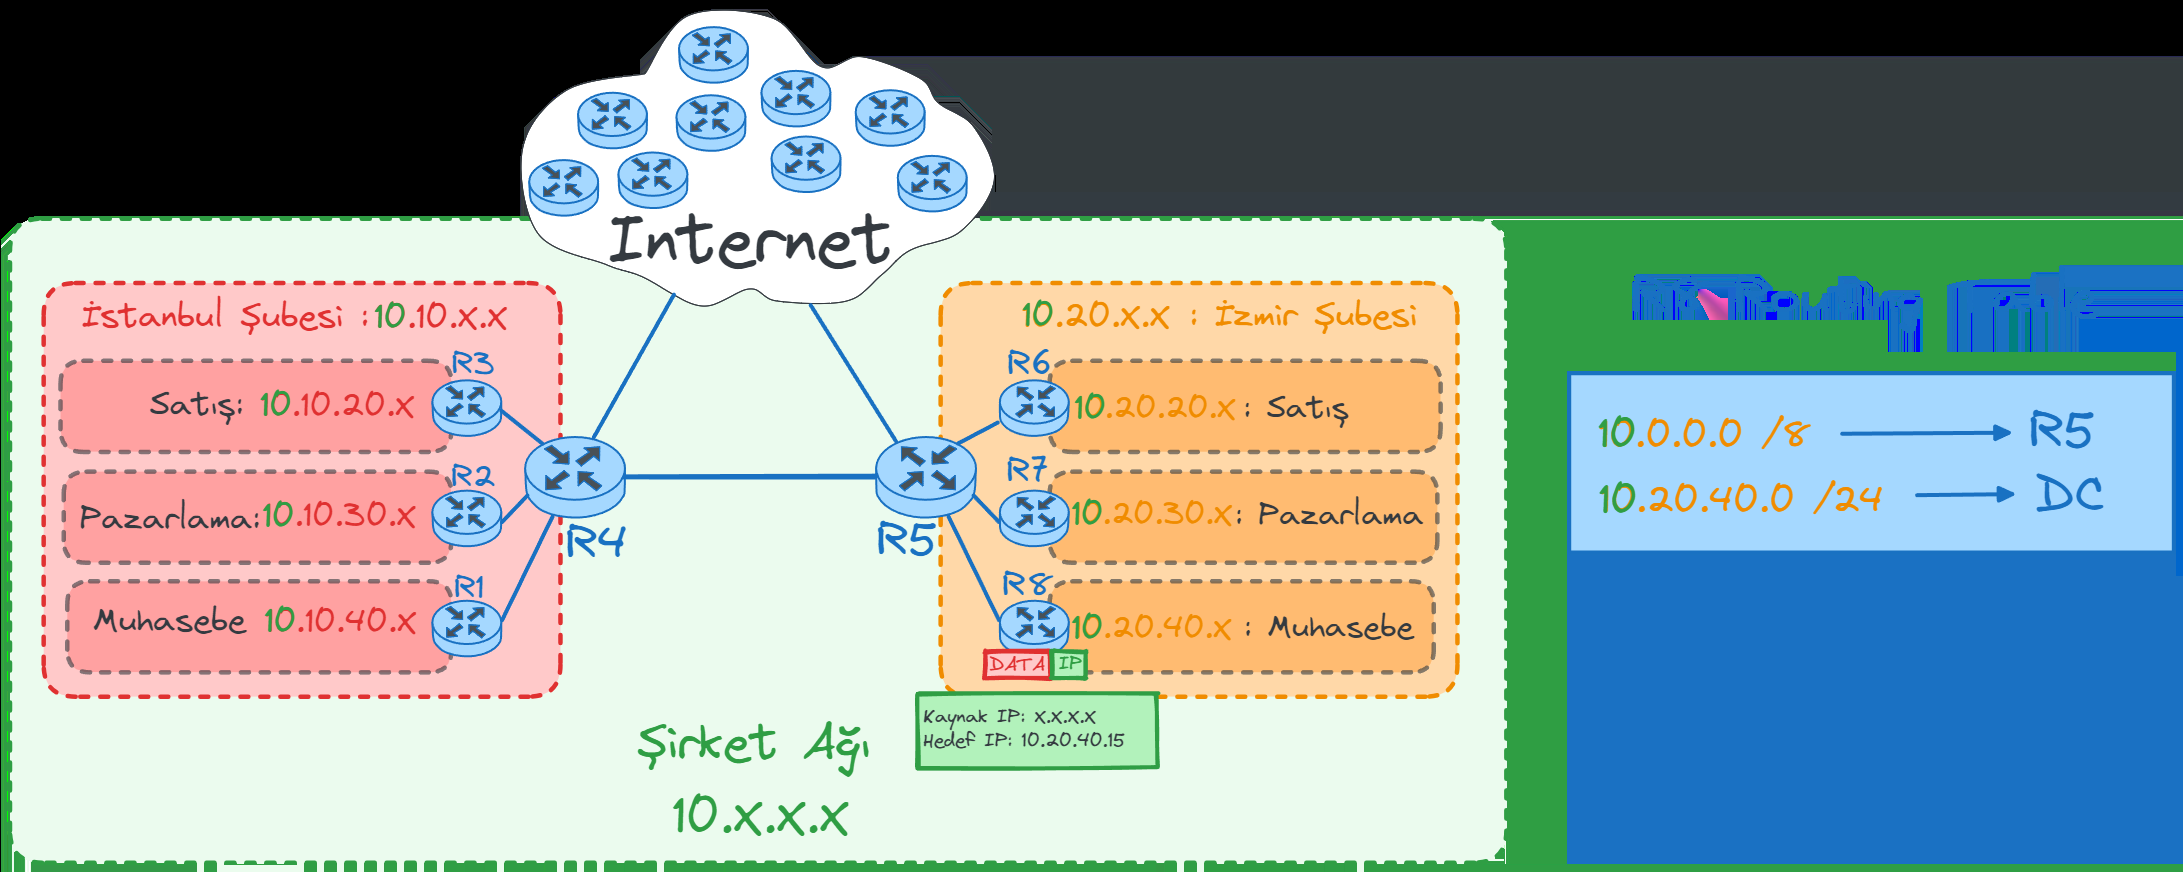 Internet
İstanbul Şubesi :10.10.x.x
R3
Satış: 10.10.20.x
R2
Pazarlama:10.10.30.x
R1
Muhasebe 10.10.40.x
R4
R5
10.20.x.x : İzmir Şubesi
R6
10.20.20.x : Satış
R7
10.20.30.x: Pazarlama
R8
10.20.40.x : Muhasebe
DATA IP
Kaynak IP: x.x.x.x
Hedef IP: 10.20.40.15
Şirket Ağı
10.x.x.x
10.0.0.0 /8 R5
10.20.40.0 /24 DC